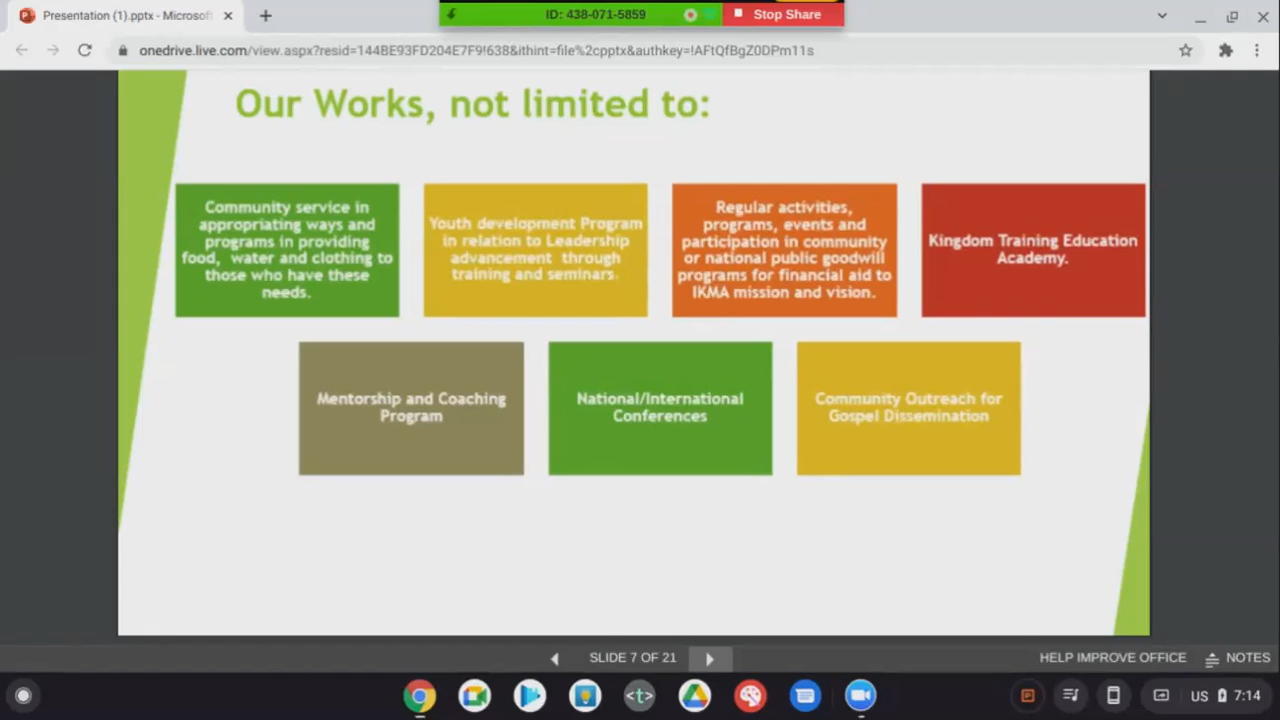 Presentation (1).pptx - Microsoft
ID: 438-071-5859
Stop Share
onedrive.live.com/view.aspx?resid=144BE93FD204E7F9!638&ithint=file%2cpptx&authkey=!AFtQfBgZ0DPm11s
Our Works, not limited to:
Community service in
appropriating ways and
programs in providing
food, water and clothing to
those who have these
needs.
Youth development Program
in relation to Leadership
advancement through
training and seminars.
Regular activities,
programs, events and
participation in community
or national public goodwill
programs for financial aid to
IKMA mission and vision.
Kingdom Training Education
Academy.
Mentorship and Coaching
Program
National/International
Conferences
Community Outreach for
Gospel Dissemination
SLIDE 7 OF 21
HELP IMPROVE OFFICE
NOTES
<t>
US
7:14